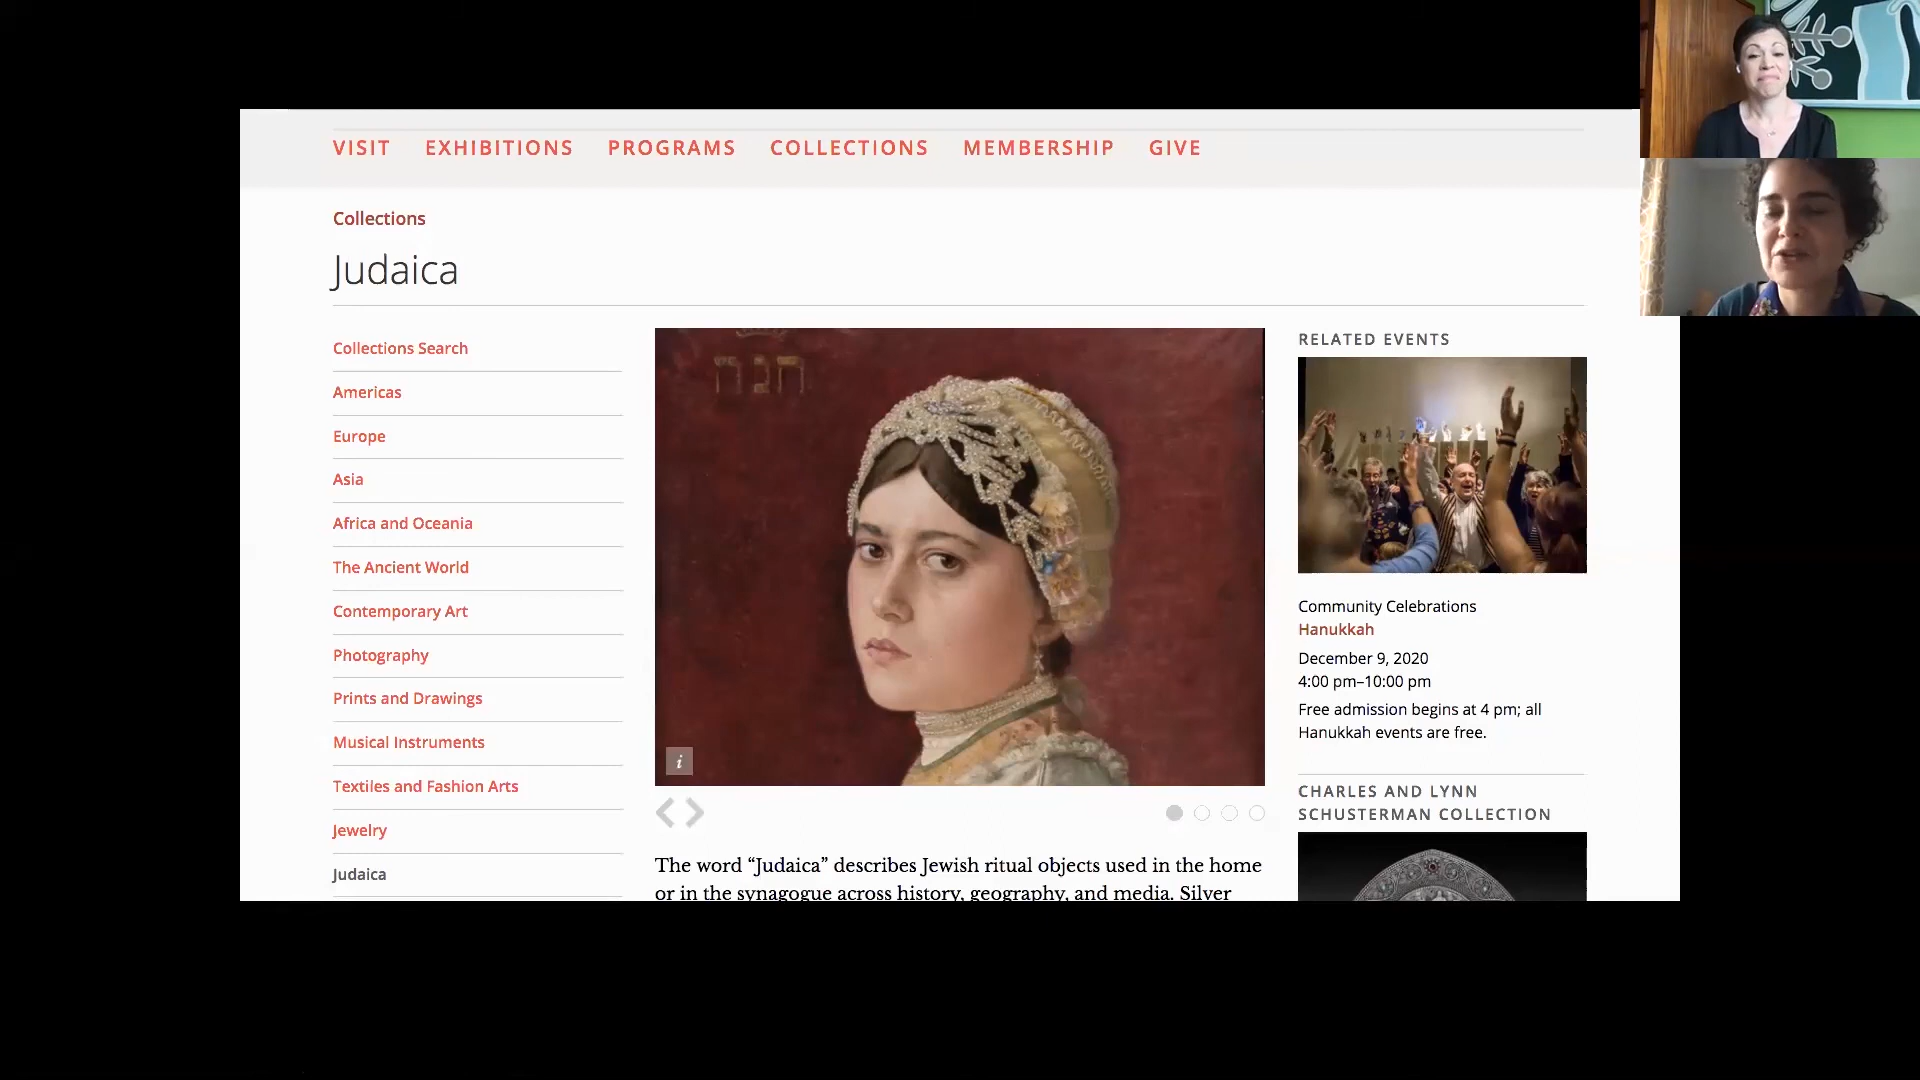 VISIT EXHIBITIONS PROGRAMS COLLECTIONS MEMBERSHIP GIVE
Collections
Judaica
Collections Search
Americas
Europe
Asia
Africa and Oceania
The Ancient World
Contemporary Art
Photography
Prints and Drawings
Musical Instruments
Textiles and Fashion Arts
Jewelry
Judaica
חנה
i
The word “Judaica” describes Jewish ritual objects used in the home
or in the synagogue across history, geography, and media. Silver
RELATED EVENTS
Community Celebrations
Hanukkah
December 9, 2020
4:00 pm–10:00 pm
Free admission begins at 4 pm; all
Hanukkah events are free.
CHARLES AND LYNN
SCHUSTERMAN COLLECTION